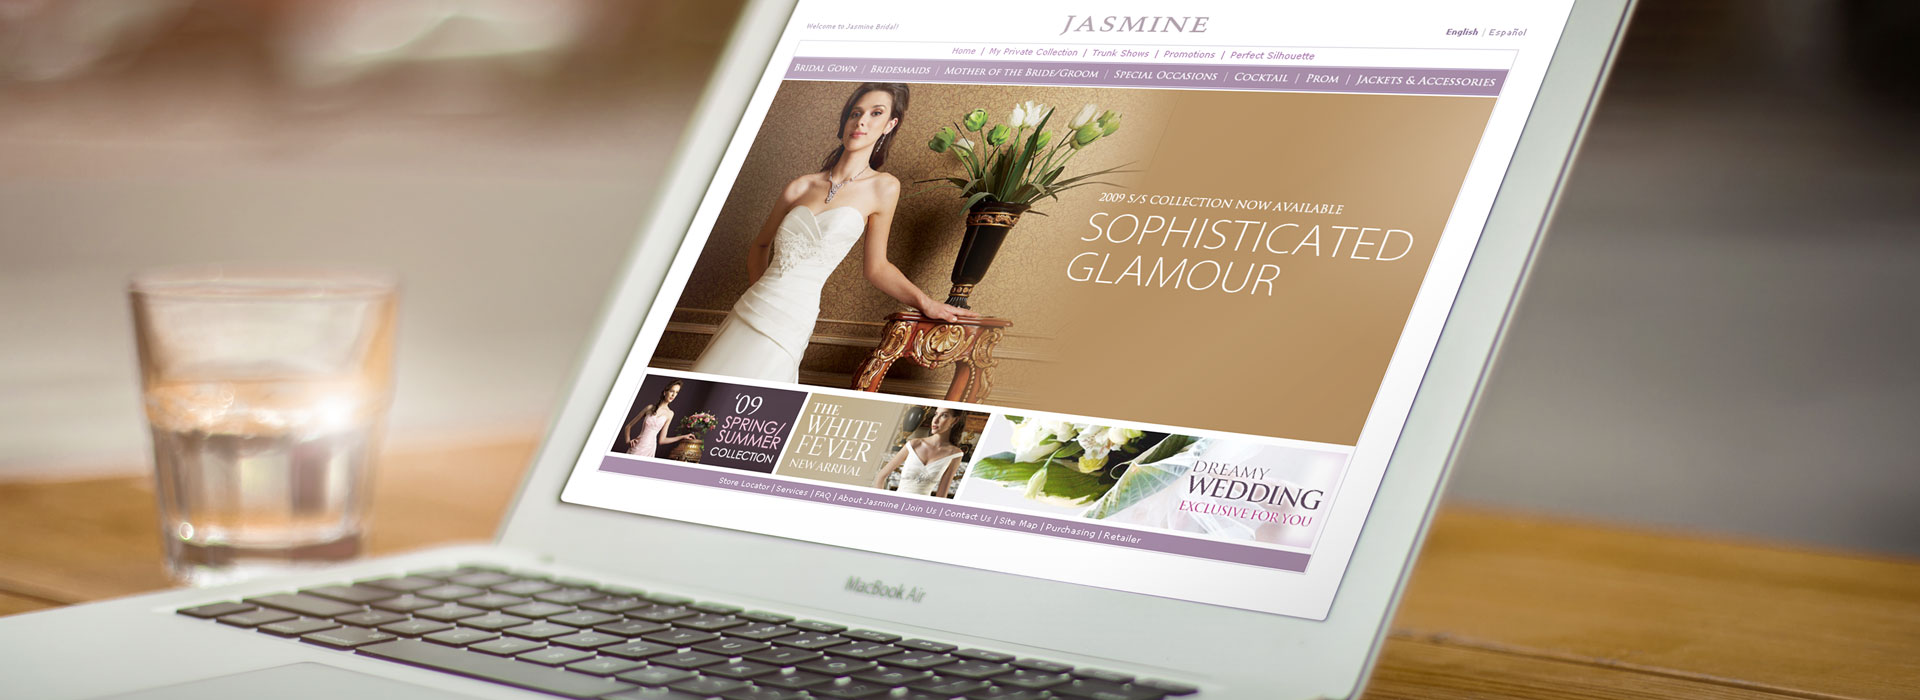 JASMINE
Welcome to Jasmine Bridal!
English | Español
Home | My Private Collection | Trunk Shows | Promotions | Perfect Silhouette
BRIDAL GOWN | BRIDESMAIDS | MOTHER OF THE BRIDE/GROOM | SPECIAL OCCASIONS | COCKTAIL | PROM | JACKETS & ACCESSORIES
2009 S/S COLLECTION NOW AVAILABLE
SOPHISTICATED
GLAMOUR
'09
SPRING/
SUMMER
COLLECTION
THE
WHITE
FEVER
NEW ARRIVAL
DREAMY
WEDDING
EXCLUSIVE FOR YOU
Store Locator | Services | FAQ | About Jasmine | Join Us | Contact Us | Site Map | Purchasing | Retailer
MacBook Air